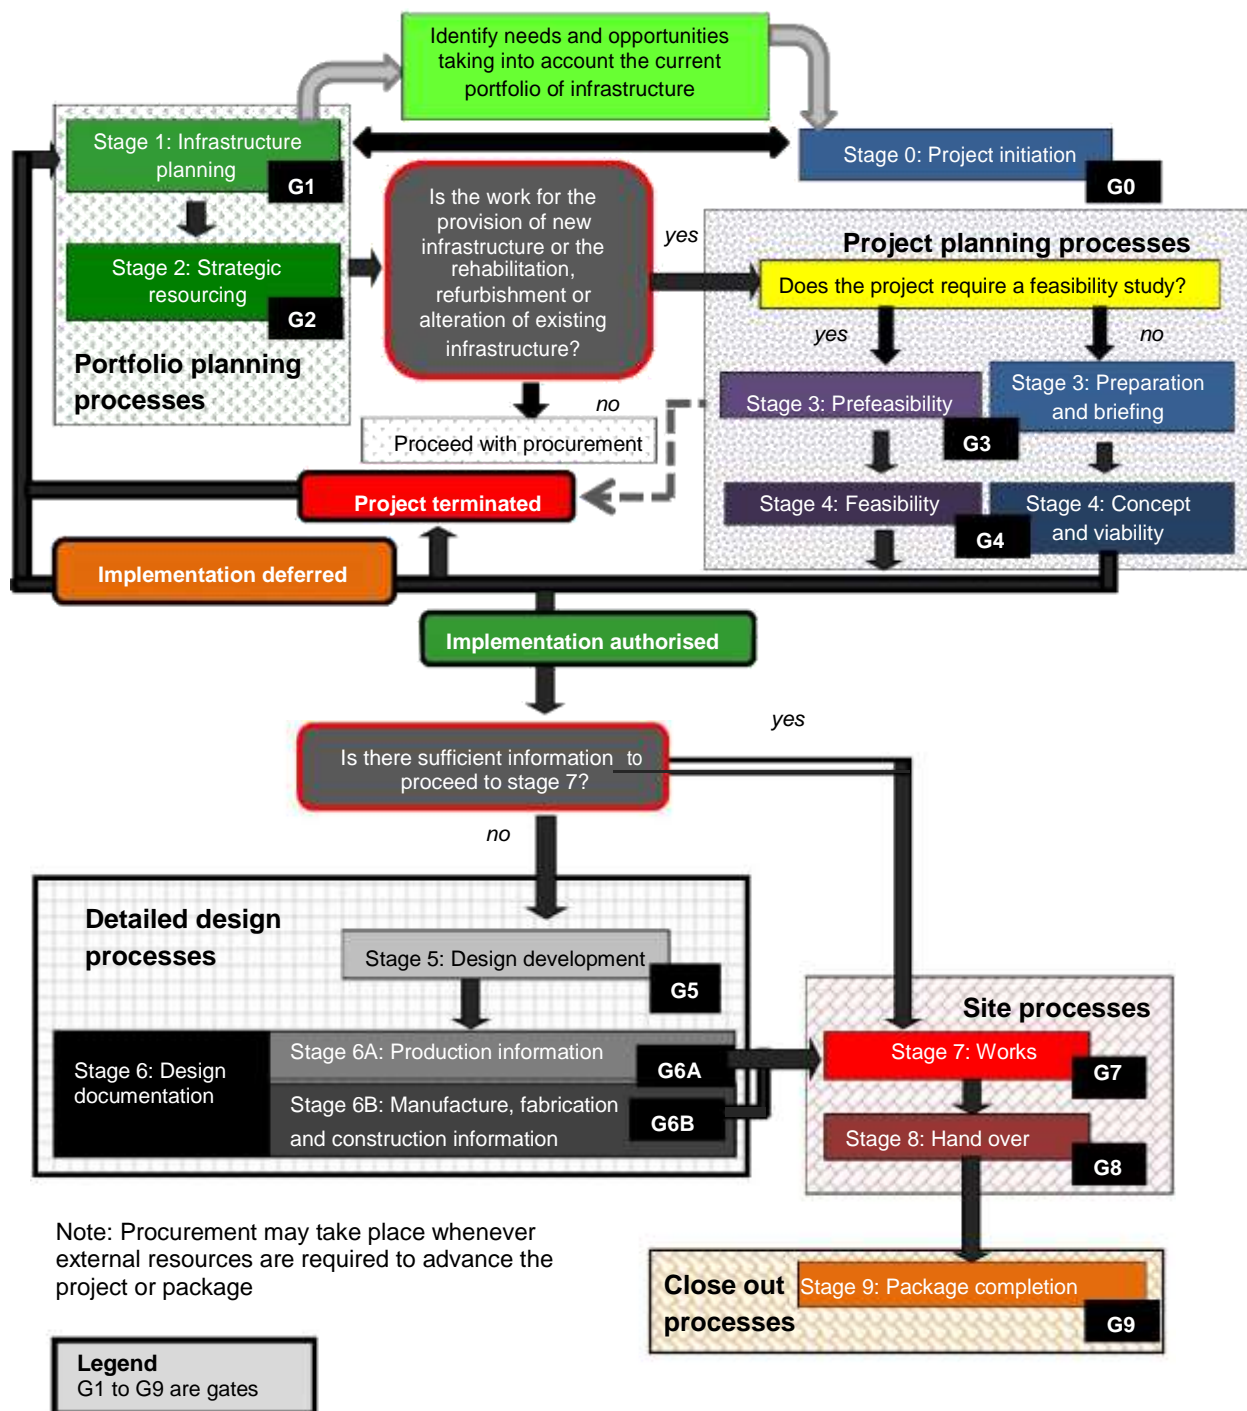 Identify needs and opportunities
taking into account the current
portfolio of infrastructure
Stage 1: Infrastructure
planning
G1
Stage 0: Project initiation
G0
Is the work for the
provision of new
infrastructure or the
rehabilitation,
refurbishment or
alteration of existing
infrastructure?
yes
Stage 2: Strategic
resourcing
G2
Portfolio planning
processes
no
Proceed with procurement
Project planning processes
Does the project require a feasibility study?
yes
no
Stage 3: Prefeasibility
Stage 3: Preparation
and briefing
G3
Stage 4: Feasibility
Stage 4: Concept
and viability
G4
Project terminated
Implementation deferred
Implementation authorised
Is there sufficient information to
proceed to stage 7?
yes
no
Detailed design
processes
Stage 5: Design development
G5
Stage 6: Design
documentation
Stage 6A: Production information
G6A
Stage 6B: Manufacture, fabrication
and construction information
G6B
Site processes
Stage 7: Works
G7
Stage 8: Hand over
G8
Note: Procurement may take place whenever
external resources are required to advance the
project or package
Close out
processes
Stage 9: Package completion
G9
Legend
G1 to G9 are gates